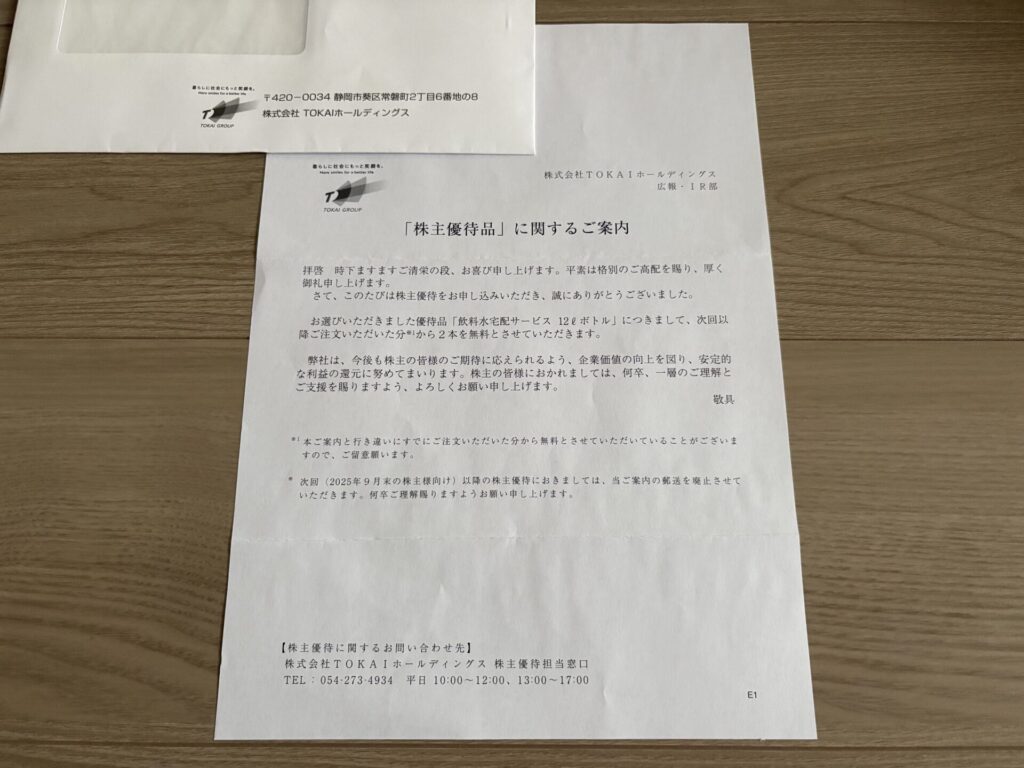 暮らしに社会にもっと笑顔を。
More smiles for a better life
T
TOKAI GROUP
〒420-0034 静岡市葵区常磐町2丁目6番地の8
株式会社 TOKAIホールディングス
暮らしに社会にもっと笑顔を。
More smiles for a better life
T
TOKAI GROUP
株式会社ＴＯＫＡＩホールディングス
広報・ＩＲ部
「株主優待品」に関するご案内
拝啓　時下ますますご清栄の段、お喜び申し上げます。平素は格別のご高配を賜り、厚く
御礼申し上げます。
さて、このたびは株主優待をお申し込みいただき、誠にありがとうございました。
お選びいただきました優待品「飲料水宅配サービス 12ℓボトル」につきまして、次回以
降ご注文いただいた分※1から２本を無料とさせていただきます。
弊社は、今後も株主の皆様のご期待に応えられるよう、企業価値の向上を図り、安定的
な利益の還元に努めてまいります。株主の皆様におかれましては、何卒、一層のご理解と
ご支援を賜りますよう、よろしくお願い申し上げます。
敬具
※1 本ご案内と行き違いにすでにご注文いただいた分から無料とさせていただいていることがございま
すので、ご留意願います。
※ 次回（2025年９月末の株主様向け）以降の株主優待におきましては、当ご案内の郵送を廃止させて
いただきます。何卒ご理解賜りますようお願い申し上げます。
【株主優待に関するお問い合わせ先】
株式会社ＴＯＫＡＩホールディングス 株主優待担当窓口
TEL：054-273-4934　平日 10:00～12:00、13:00～17:00
E1